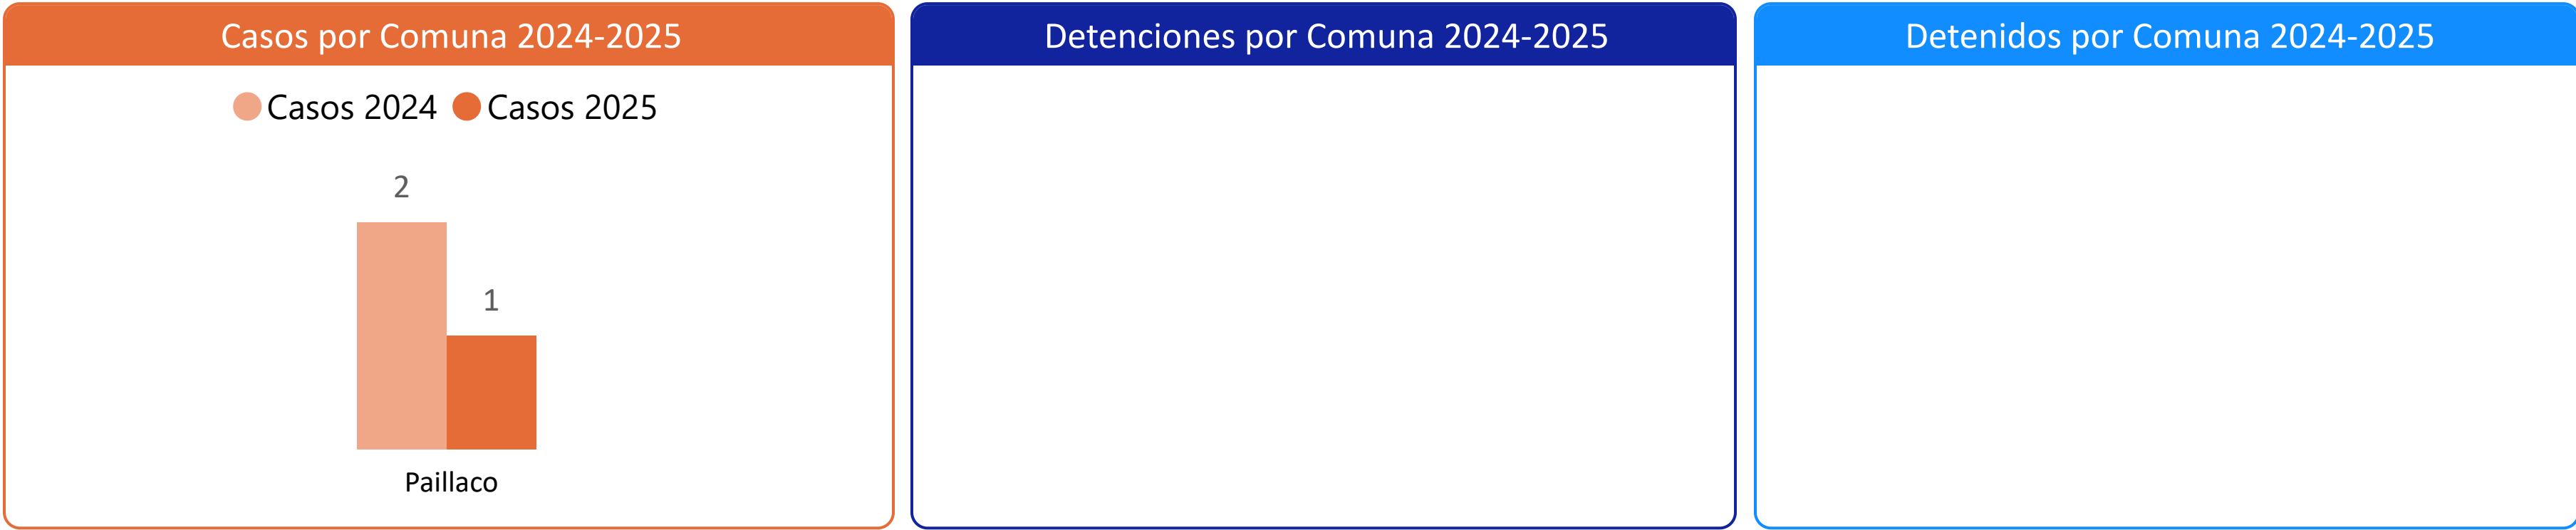 Casos por Comuna 2024-2025
Casos 2024 Casos 2025
2
1
Paillaco
Detenciones por Comuna 2024-2025
Detenidos por Comuna 2024-2025